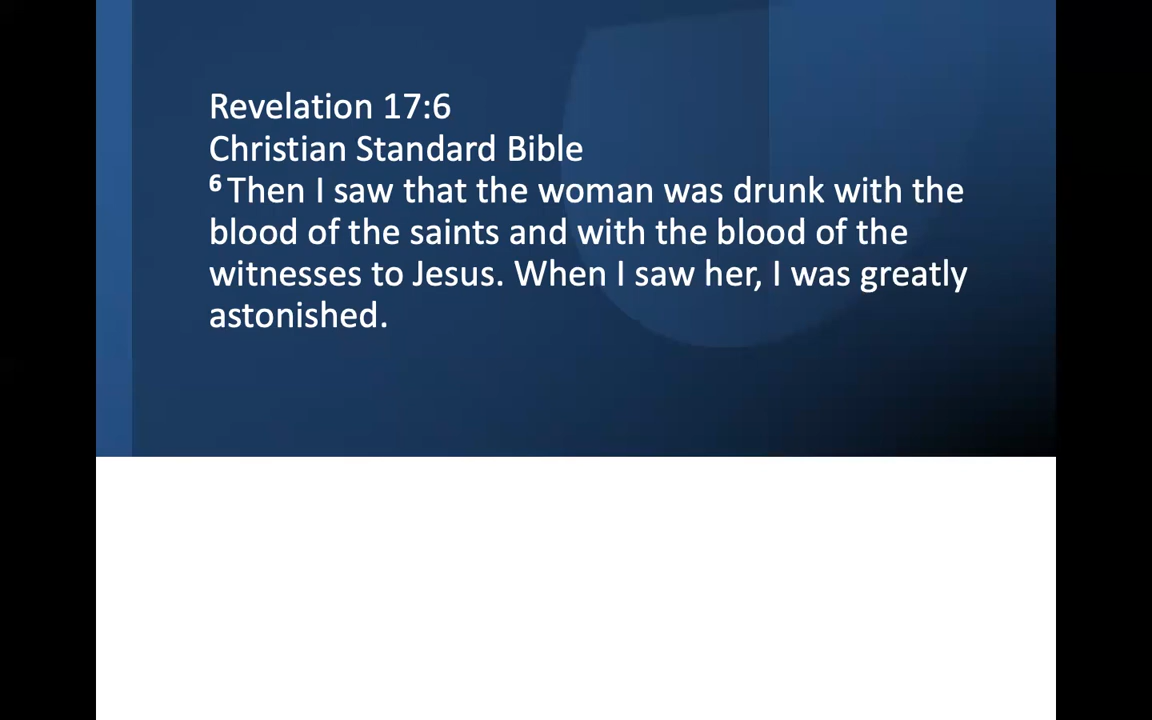 Revelation 17:6
Christian Standard Bible
6 Then I saw that the woman was drunk with the
blood of the saints and with the blood of the
witnesses to Jesus. When I saw her, I was greatly
astonished.